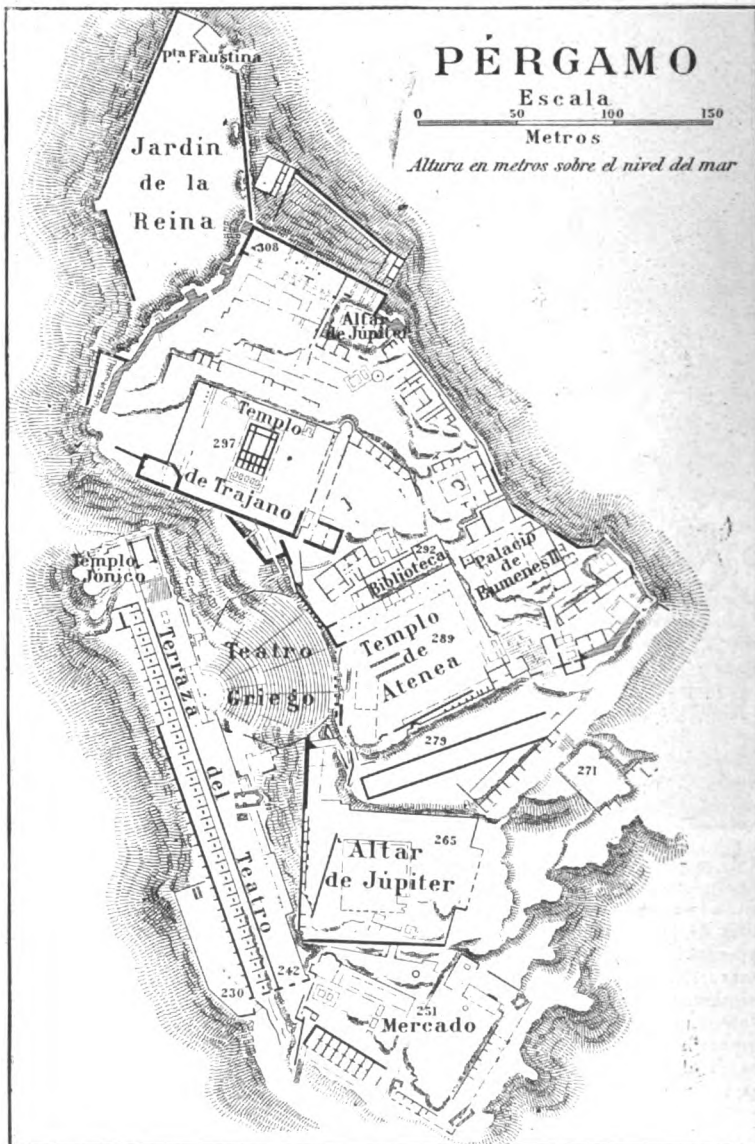 PÉRGAMO
Escala
0 50 100 150
Metros
Altura en metros sobre el nivel del mar
Pta Faustina
Jardin
de la
Reina
308
Altar
de Júpiter
Templo
297
de Trajano
292
Biblioteca
Palacio
de
Eumenes II
Templo
Jónico
Templo
289
de
Atenea
Teatro
Griego
Terraza
del
Teatro
279
271
265
Altar
de Júpiter
242
230
251
Mercado